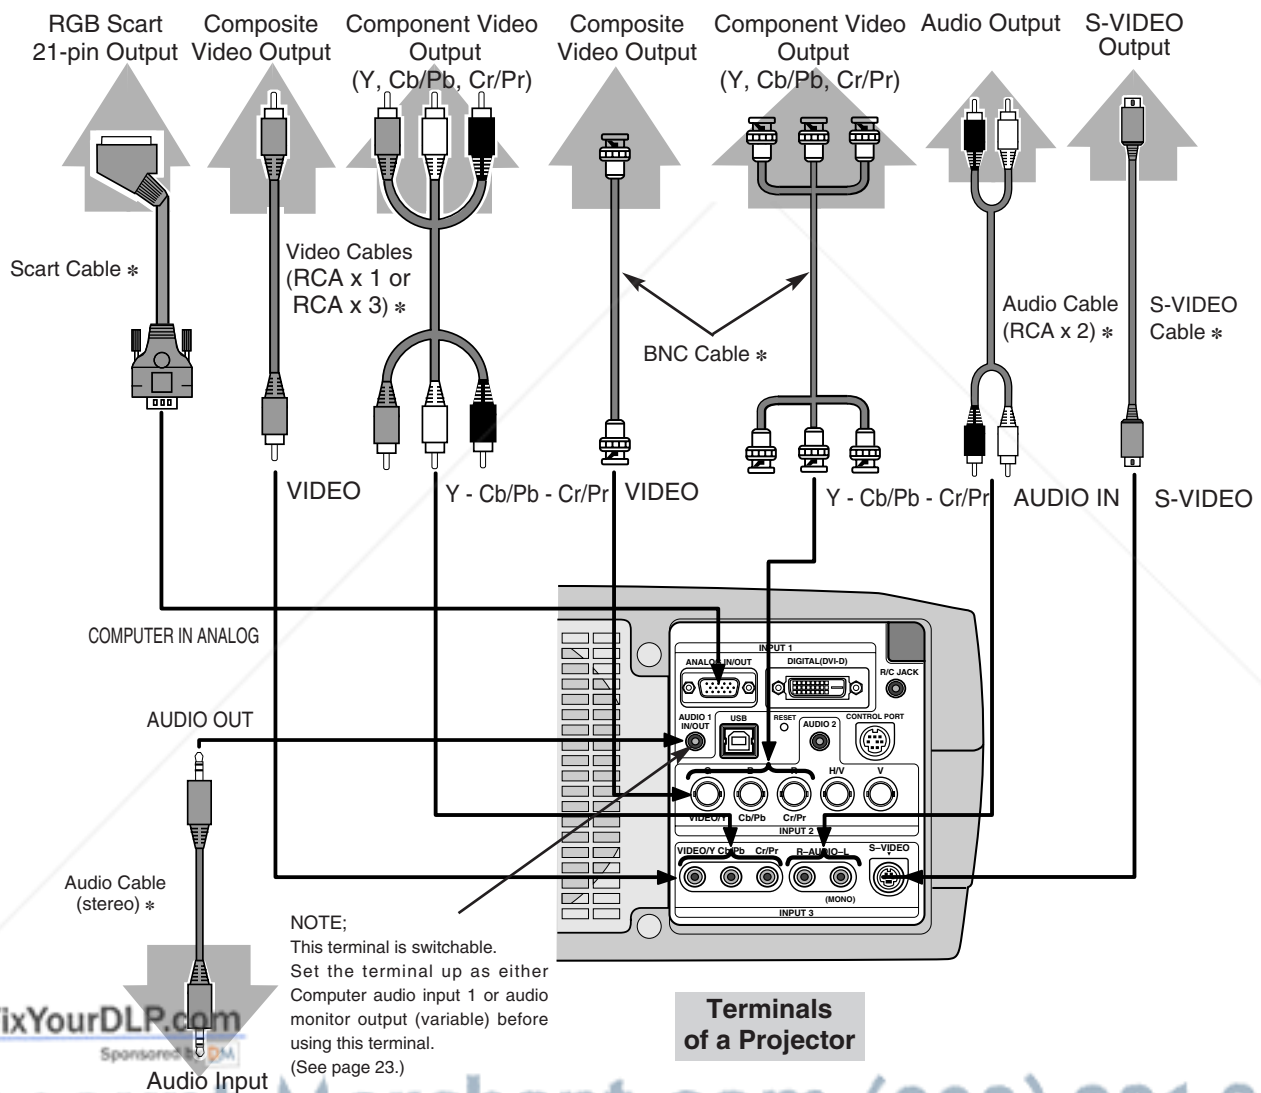 RGB Scart
21-pin Output
Composite
Video Output
Component Video
Output
(Y, Cb/Pb, Cr/Pr)
Composite
Video Output
Component Video
Output
(Y, Cb/Pb, Cr/Pr)
Audio Output
S-VIDEO
Output
Scart Cable *
Video Cables
(RCA x 1 or
RCA x 3) *
BNC Cable *
Audio Cable
(RCA x 2) *
S-VIDEO
Cable *
VIDEO
Y - Cb/Pb - Cr/Pr
VIDEO
Y - Cb/Pb - Cr/Pr
AUDIO IN
S-VIDEO
COMPUTER IN ANALOG
INPUT 1
ANALOG IN/OUT
DIGITAL(DVI-D)
R/C JACK
AUDIO OUT
AUDIO 1
IN/OUT
USB
RESET
AUDIO 2
CONTROL PORT
G
B
R
H/V
V
VIDEO/Y
Cb/Pb
Cr/Pr
INPUT 2
VIDEO/Y Cb/Pb
Cr/Pr
R–AUDIO–L
S–VIDEO
(MONO)
INPUT 3
Audio Cable
(stereo) *
NOTE;
This terminal is switchable.
Set the terminal up as either
Computer audio input 1 or audio
monitor output (variable) before
using this terminal.
(See page 23.)
Terminals
of a Projector
ixYourDLP.com
Sponsored by DM
Audio Input